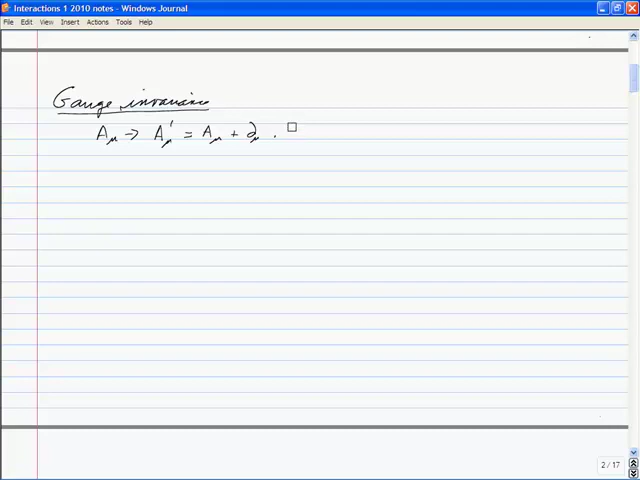 Interactions 1 2010 notes - Windows Journal
File Edit View Insert Actions Tools Help
Gauge invariance
Aμ → A'μ = Aμ + ∂μ .
2 / 17